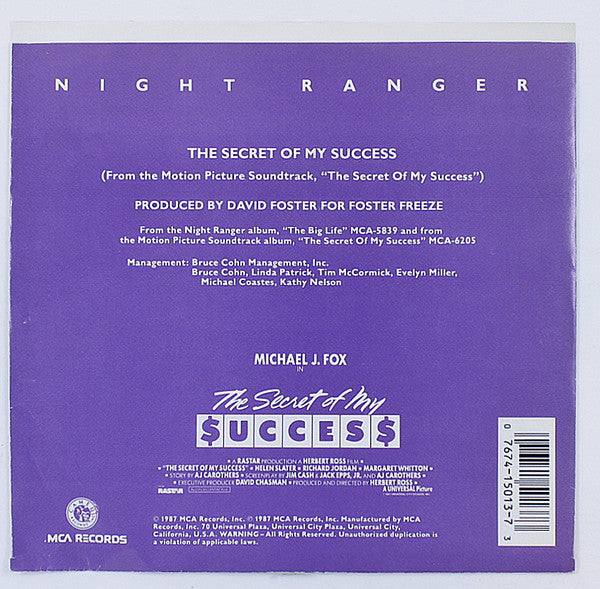 NIGHT RANGER
THE SECRET OF MY SUCCESS
(From the Motion Picture Soundtrack, "The Secret Of My Success")
PRODUCED BY DAVID FOSTER FOR FOSTER FREEZE
From the Night Ranger album, "The Big Life" MCA-5839 and from
the Motion Picture Soundtrack album, "The Secret Of My Success" MCA-6205
Management: Bruce Cohn Management, Inc.
Bruce Cohn, Linda Patrick, Tim McCormick, Evelyn Miller,
Michael Coastes, Kathy Nelson
MICHAEL J. FOX
IN
The Secret of My
$UCCES$
A RASTAR PRODUCTION A HERBERT ROSS FILM
"THE SECRET OF MY SUCCESS" • HELEN SLATER • RICHARD JORDAN • MARGARET WHITTON •
STORY BY AJ CAROTHERS • SCREENPLAY BY JIM CASH & JACK EPPS, JR. AND AJ CAROTHERS •
EXECUTIVE PRODUCER DAVID CHASMAN • PRODUCED AND DIRECTED BY HERBERT ROSS •
RASTAR
A UNIVERSAL Picture
0 7674-15013-7 3
MCA RECORDS
© 1987 MCA Records, Inc. ℗ 1987 MCA Records, Inc. Manufactured by MCA
Records, Inc. 70 Universal Plaza, Universal City Plaza, Universal City,
California, U.S.A. WARNING – All Rights Reserved. Unauthorized duplication is
a violation of applicable laws.